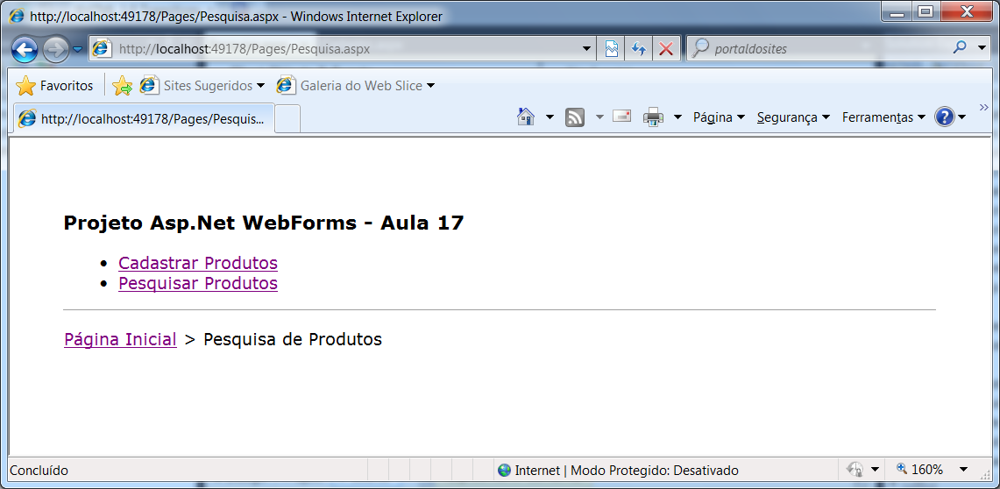 http://localhost:49178/Pages/Pesquisa.aspx - Windows Internet Explorer
http://localhost:49178/Pages/Pesquisa.aspx
portaldosites
Favoritos
Sites Sugeridos
Galeria do Web Slice
http://localhost:49178/Pages/Pesquis...
Página
Segurança
Ferramentas
Projeto Asp.Net WebForms - Aula 17
• Cadastrar Produtos
• Pesquisar Produtos
Página Inicial > Pesquisa de Produtos
Concluído
Internet | Modo Protegido: Desativado
160%